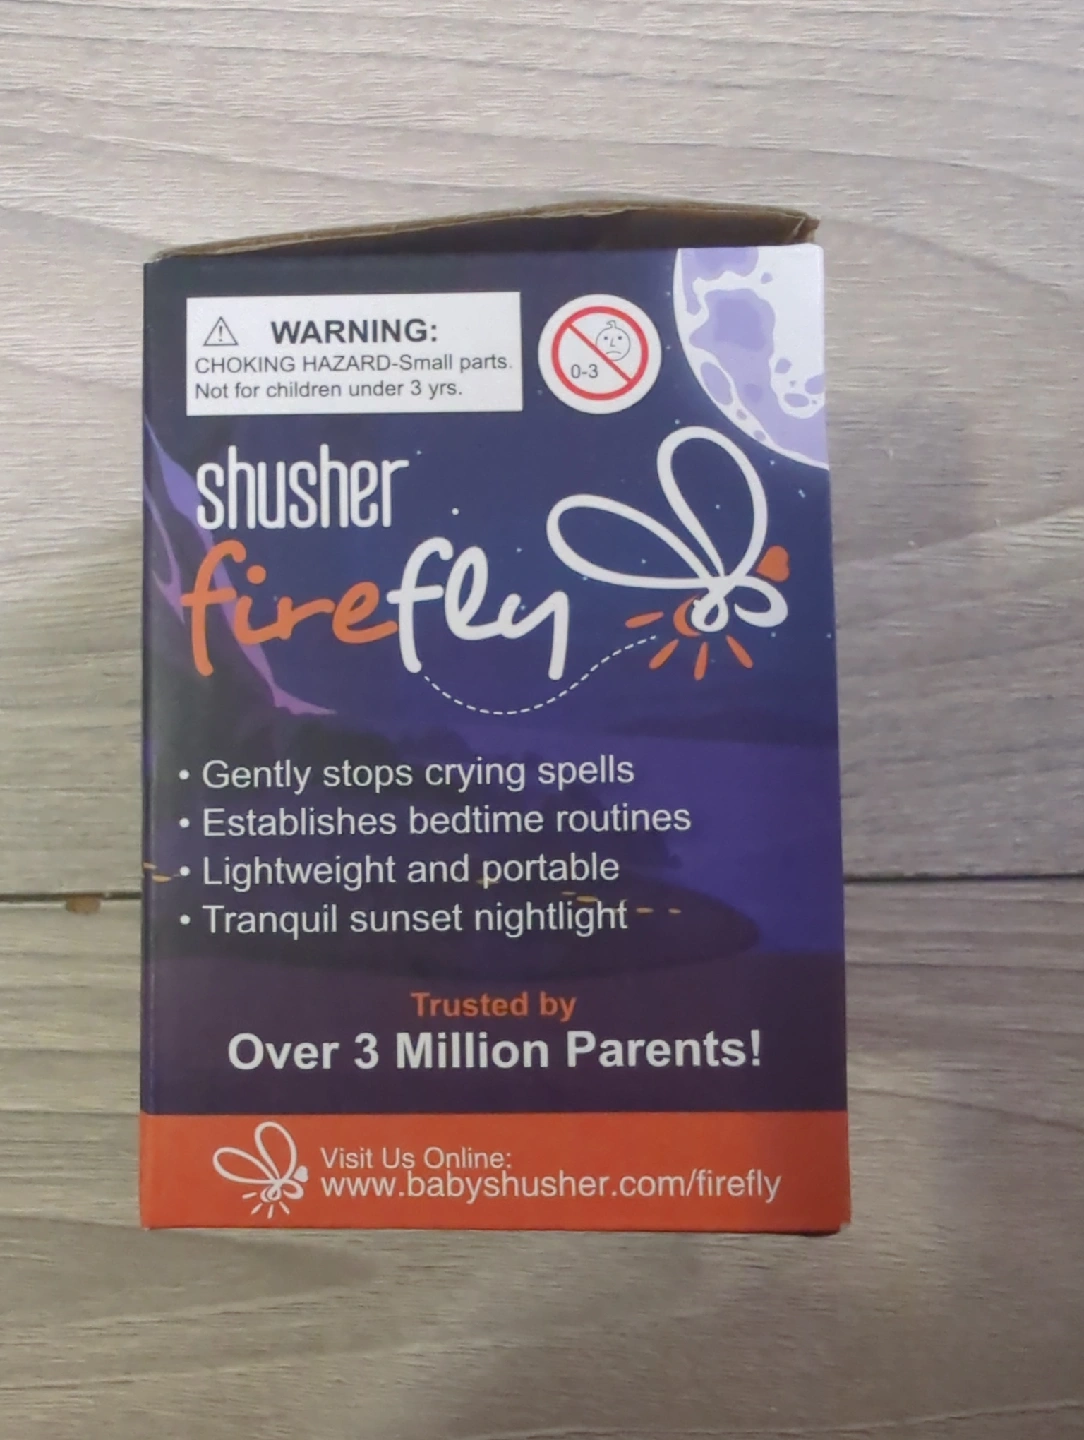 WARNING:
CHOKING HAZARD-Small parts.
Not for children under 3 yrs.
0-3
shusher
firefly
• Gently stops crying spells
• Establishes bedtime routines
• Lightweight and portable
• Tranquil sunset nightlight
Trusted by
Over 3 Million Parents!
Visit Us Online:
www.babyshusher.com/firefly